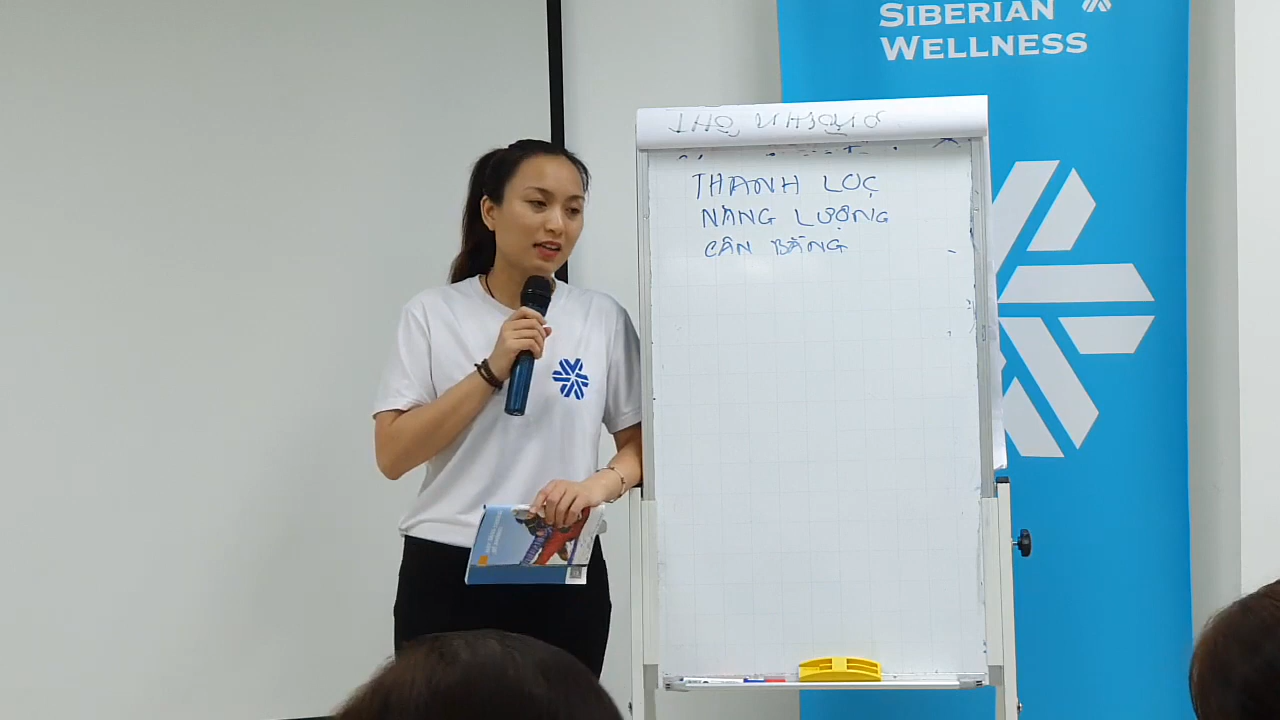 SIBERIAN
WELLNESS
THANH LỌC
NĂNG LƯỢNG
CÂN BẰNG